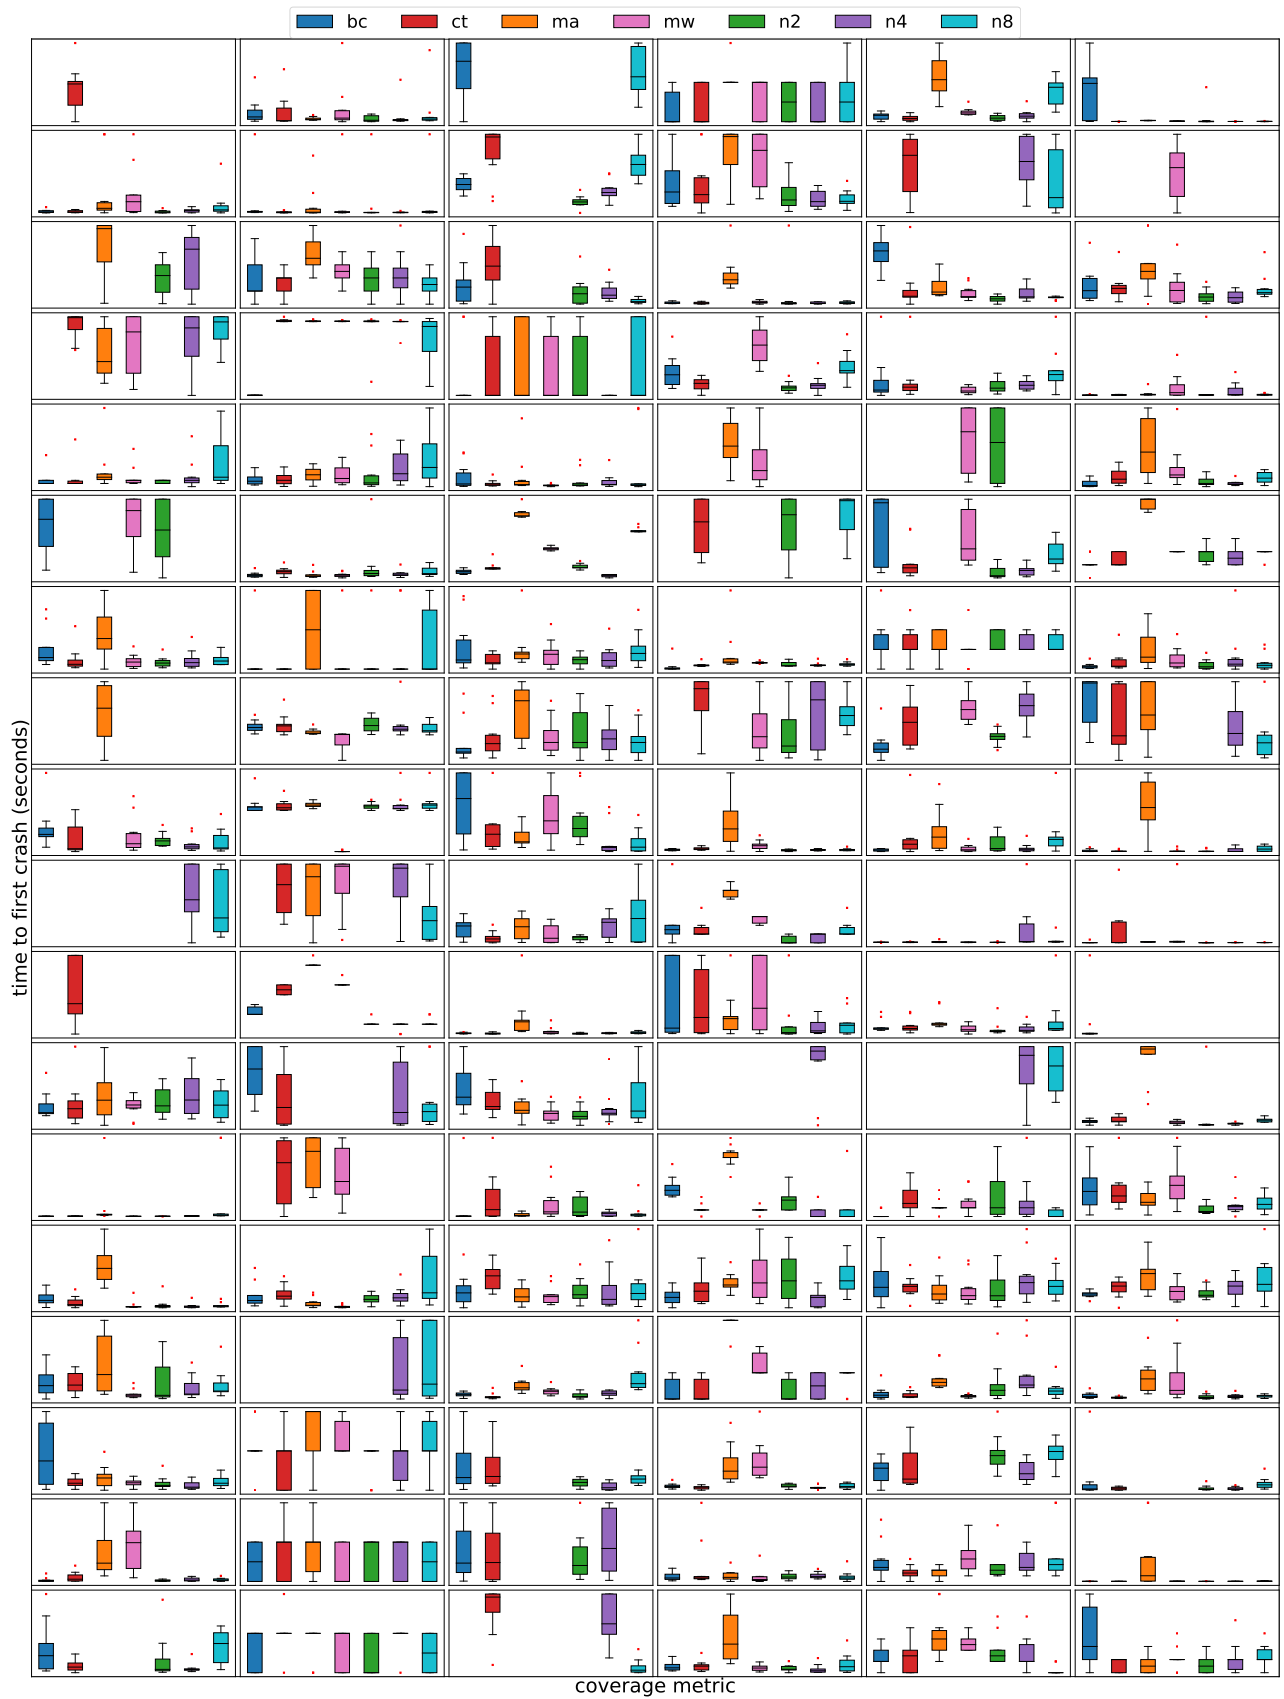 bc ct ma mw n2 n4 n8
time to first crash (seconds)
coverage metric